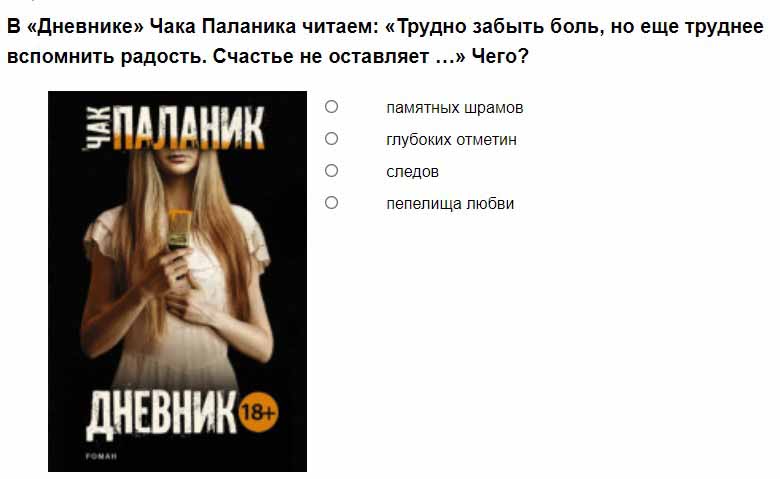 В «Дневнике» Чака Паланика читаем: «Трудно забыть боль, но еще труднее
вспомнить радость. Счастье не оставляет …» Чего?
ЧАК
ПАЛАНИК
памятных шрамов
глубоких отметин
следов
пепелища любви
ДНЕВНИК
18+
РОМАН